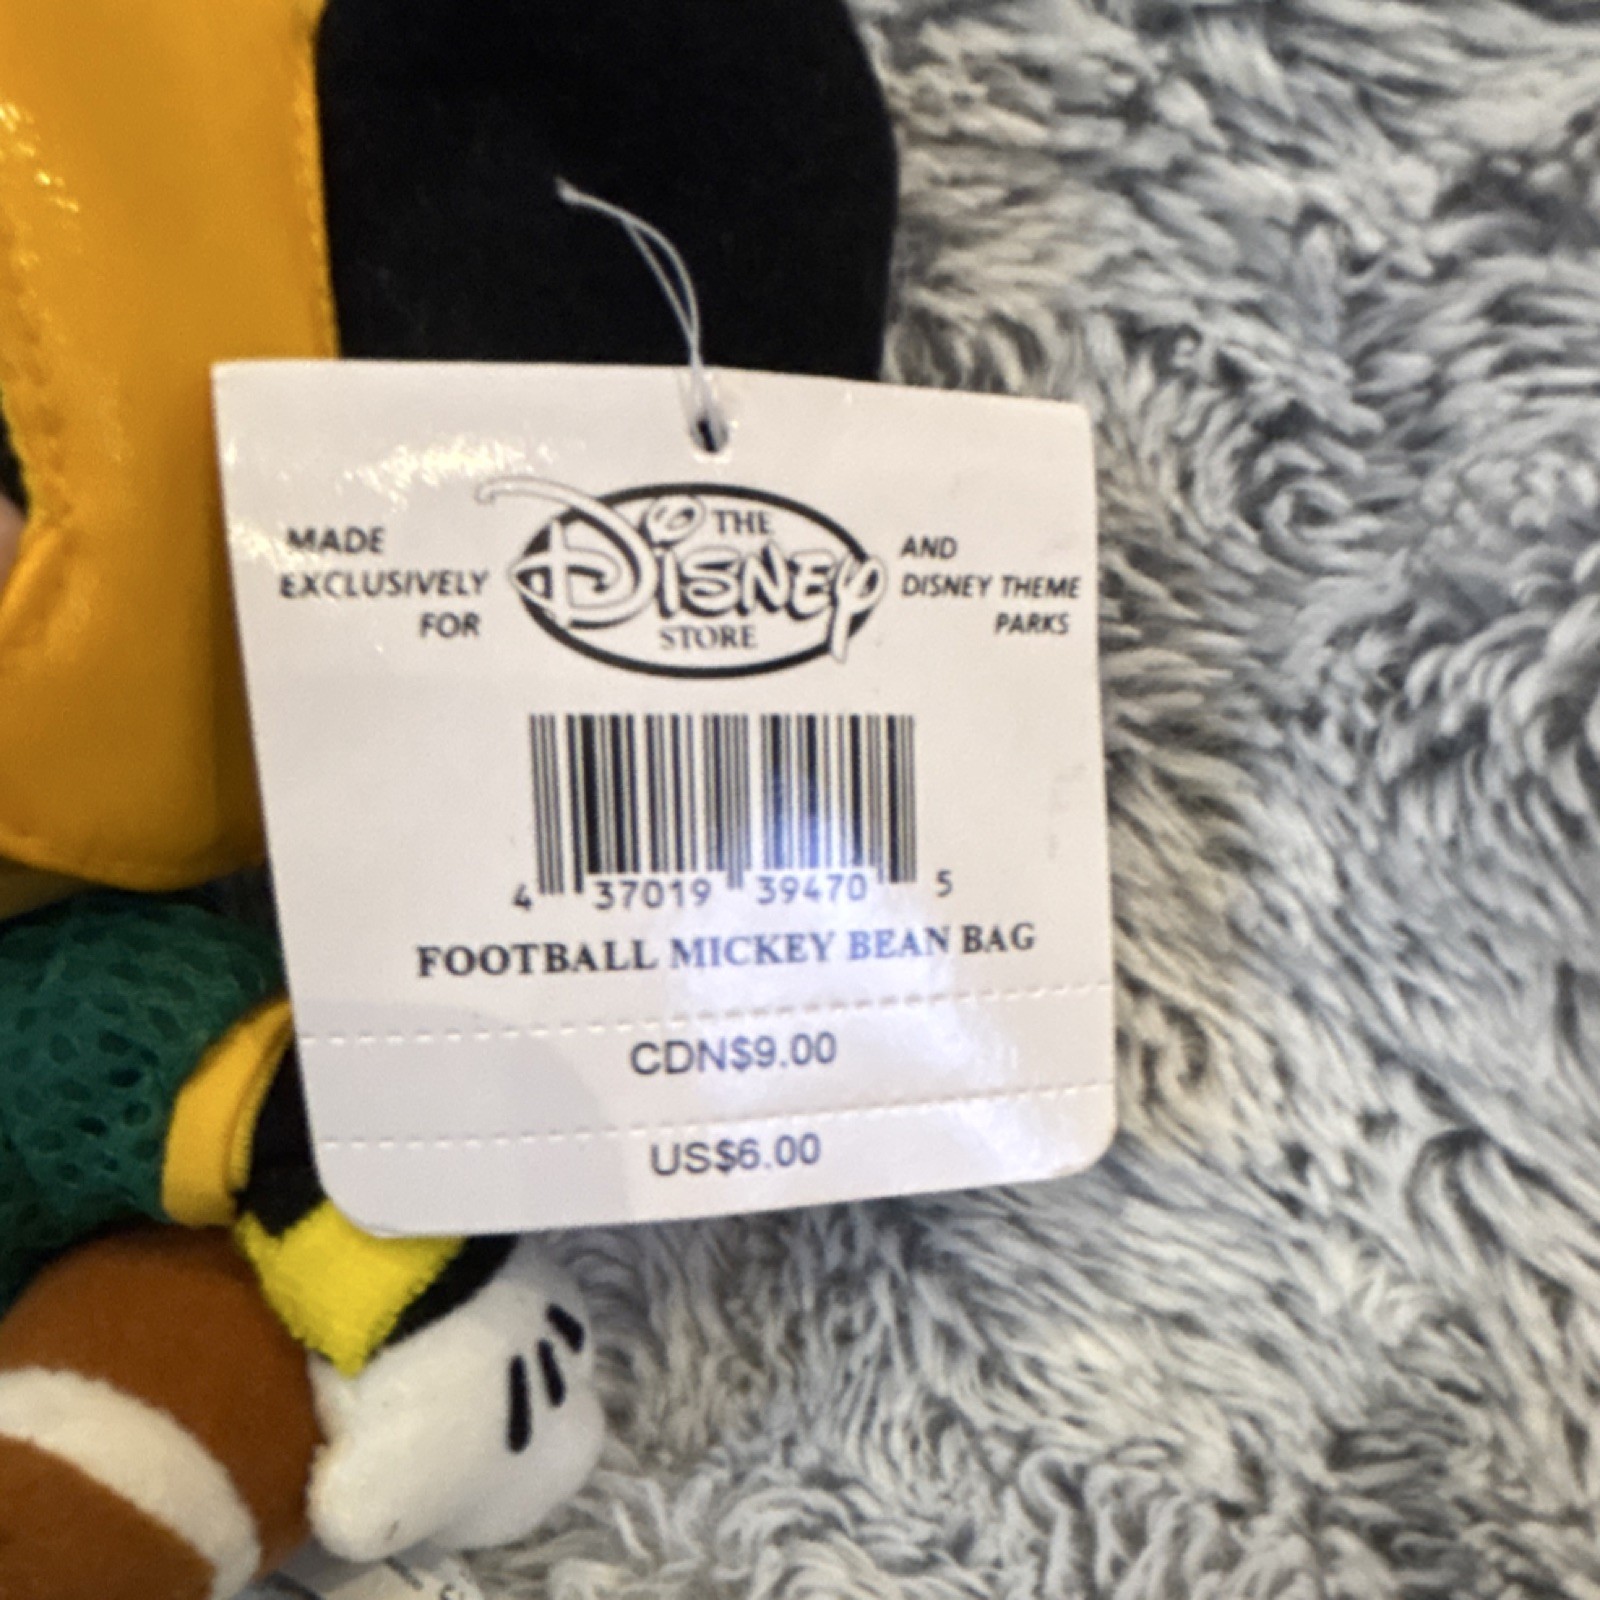 MADE
EXCLUSIVELY
FOR
THE
DISNEY
STORE
AND
DISNEY THEME
PARKS
4 37019 39470 5
FOOTBALL MICKEY BEAN BAG
CDN$9.00
US$6.00